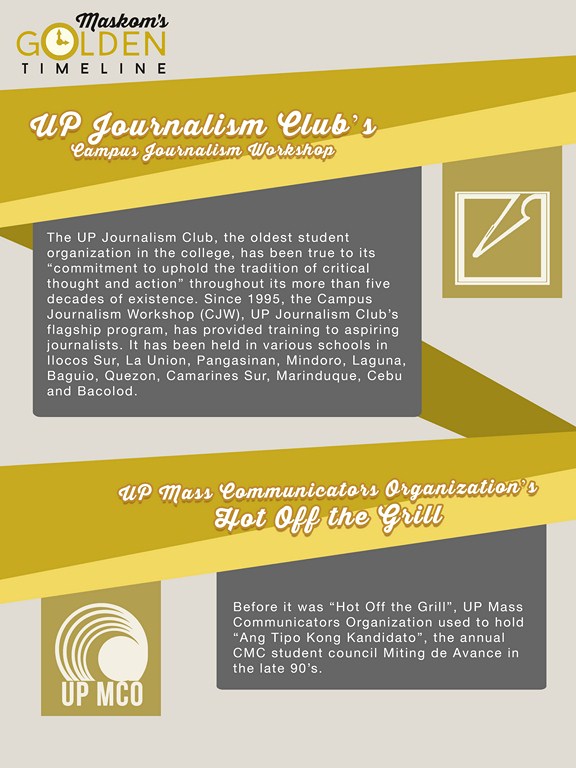 Maskom's
GOLDEN
TIMELINE
UP Journalism Club's
Campus Journalism Workshop
The UP Journalism Club, the oldest student
organization in the college, has been true to its
“commitment to uphold the tradition of critical
thought and action” throughout its more than five
decades of existence. Since 1995, the Campus
Journalism Workshop (CJW), UP Journalism Club's
flagship program, has provided training to aspiring
journalists. It has been held in various schools in
Ilocos Sur, La Union, Pangasinan, Mindoro, Laguna,
Baguio, Quezon, Camarines Sur, Marinduque, Cebu
and Bacolod.
UP Mass Communicators Organization's
Hot Off the Grill
Before it was “Hot Off the Grill”, UP Mass
Communicators Organization used to hold
“Ang Tipo Kong Kandidato”, the annual
CMC student council Miting de Avance in
the late 90's.
UP MCO